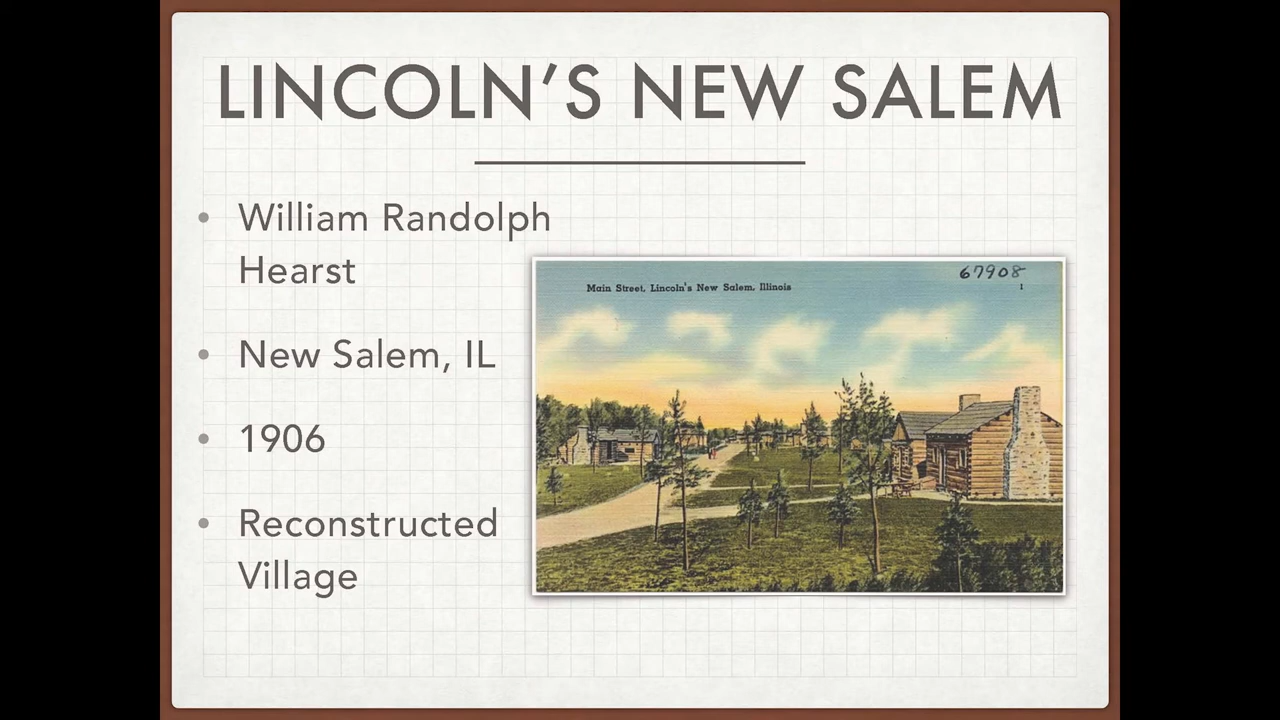 LINCOLN’S NEW SALEM
• William Randolph
Hearst
• New Salem, IL
• 1906
• Reconstructed
Village
67908
Main Street, Lincoln's New Salem, Illinois
1